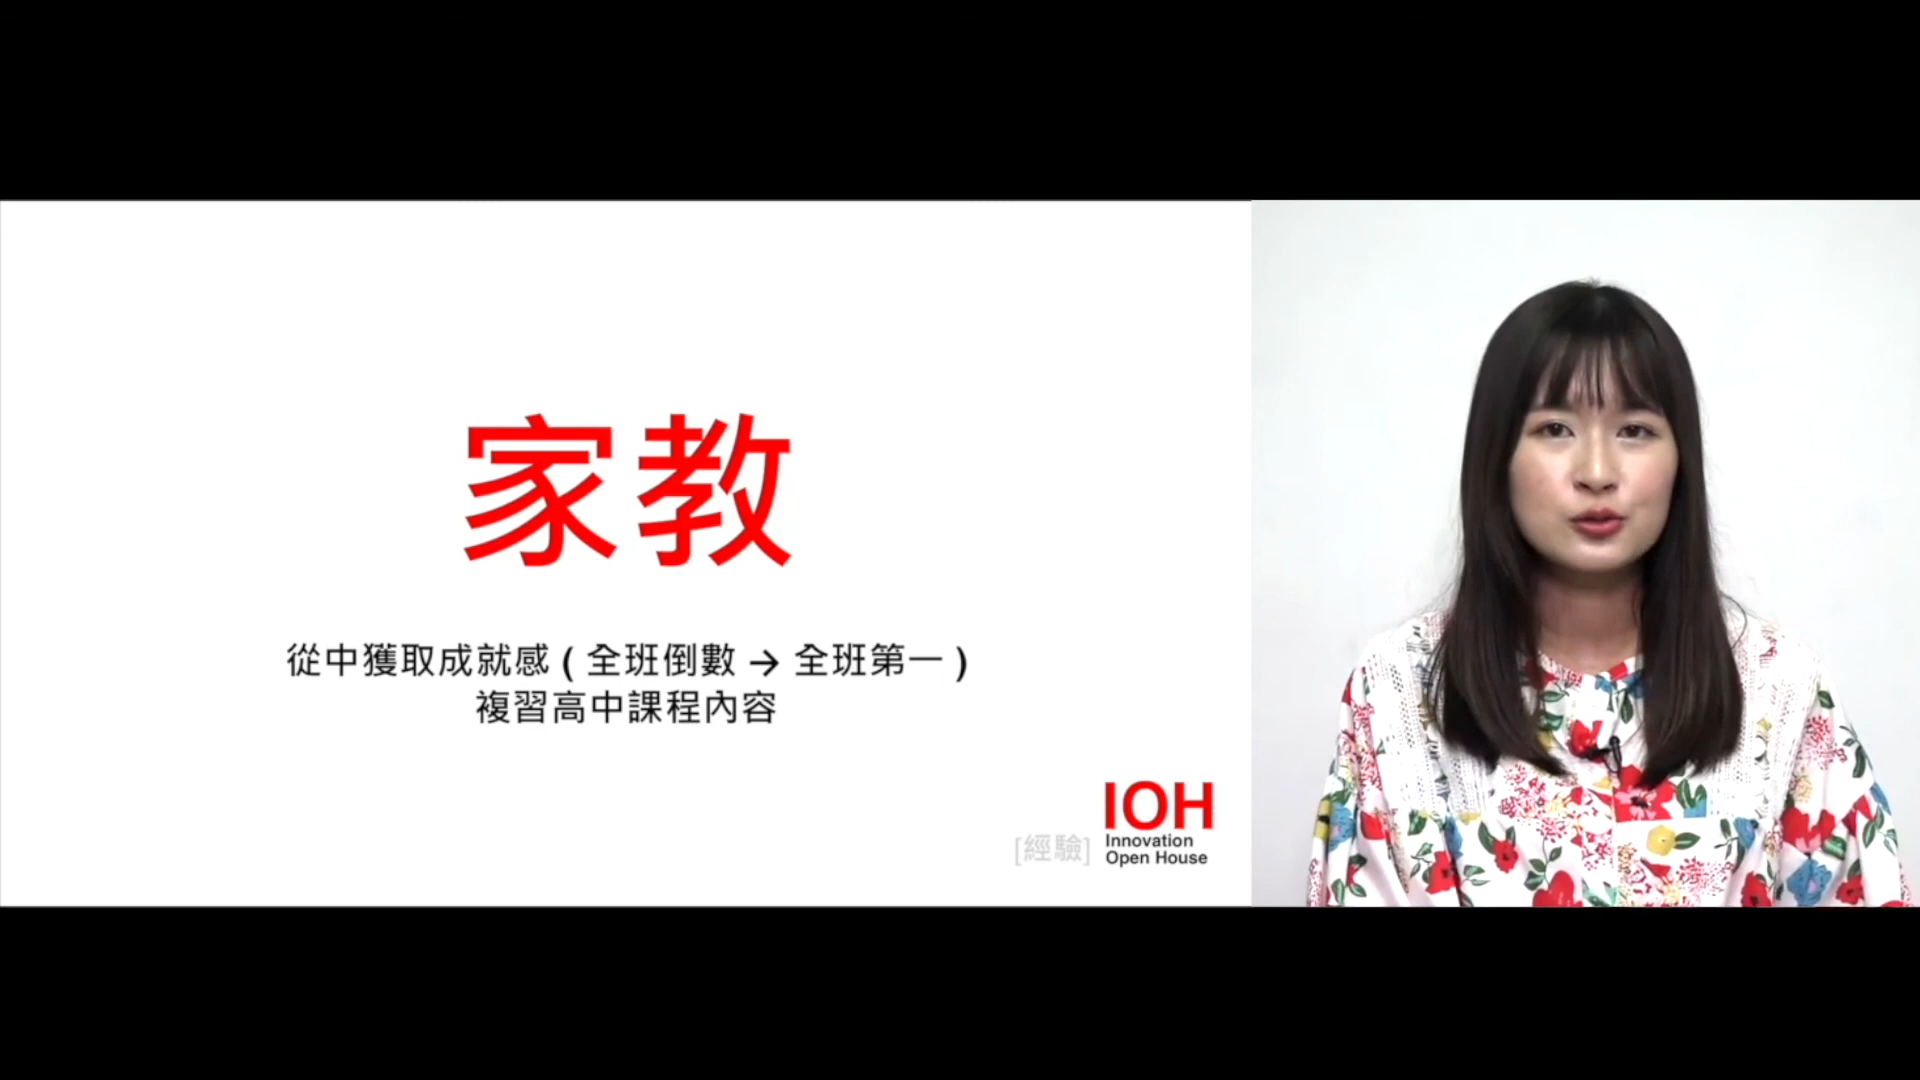 家教
從中獲取成就感 ( 全班倒數 → 全班第一 )
複習高中課程內容
[經驗]
IOH
Innovation
Open House